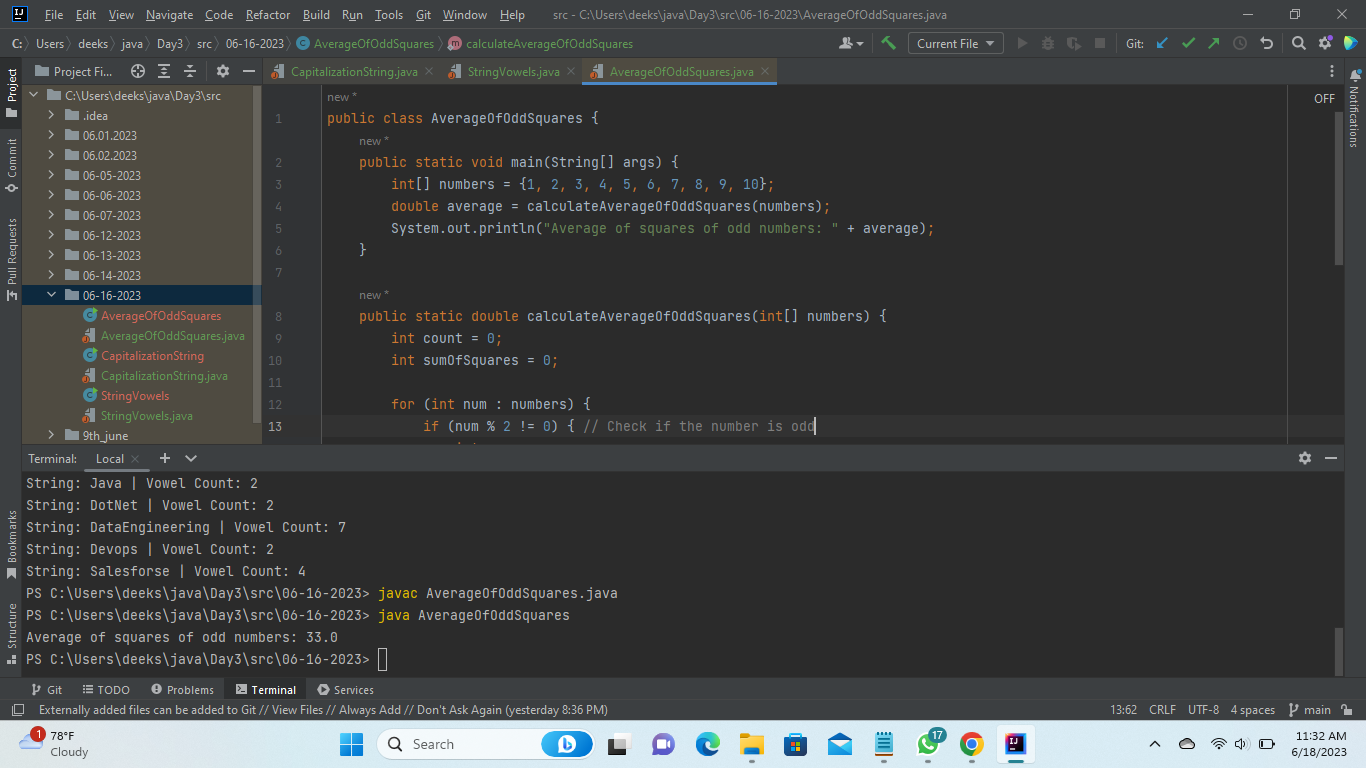 File Edit View Navigate Code Refactor Build Run Tools Git Window Help src - C:\Users\deeks\java\Day3\src\06-16-2023\AverageOfOddSquares.java
C: Users deeks java Day3 src 06-16-2023 AverageOfOddSquares calculateAverageOfOddSquares Current File Git:
Project
Commit
Pull Requests
Bookmarks
Structure
Project Fi...
C:\Users\deeks\java\Day3\src
.idea
06.01.2023
06.02.2023
06-05-2023
06-06-2023
06-07-2023
06-12-2023
06-13-2023
06-14-2023
06-16-2023
AverageOfOddSquares
AverageOfOddSquares.java
CapitalizationString
CapitalizationString.java
StringVowels
StringVowels.java
9th_june
CapitalizationString.java StringVowels.java AverageOfOddSquares.java
OFF
Notifications
new *
1 public class AverageOfOddSquares {
new *
2 public static void main(String[] args) {
3 int[] numbers = {1, 2, 3, 4, 5, 6, 7, 8, 9, 10};
4 double average = calculateAverageOfOddSquares(numbers);
5 System.out.println("Average of squares of odd numbers: " + average);
6 }
7
new *
8 public static double calculateAverageOfOddSquares(int[] numbers) {
9 int count = 0;
10 int sumOfSquares = 0;
11
12 for (int num : numbers) {
13 if (num % 2 != 0) { // Check if the number is odd
Terminal: Local
String: Java | Vowel Count: 2
String: DotNet | Vowel Count: 2
String: DataEngineering | Vowel Count: 7
String: Devops | Vowel Count: 2
String: Salesforse | Vowel Count: 4
PS C:\Users\deeks\java\Day3\src\06-16-2023> javac AverageOfOddSquares.java
PS C:\Users\deeks\java\Day3\src\06-16-2023> java AverageOfOddSquares
Average of squares of odd numbers: 33.0
PS C:\Users\deeks\java\Day3\src\06-16-2023>
Git TODO Problems Terminal Services
Externally added files can be added to Git // View Files // Always Add // Don't Ask Again (yesterday 8:36 PM) 13:62 CRLF UTF-8 4 spaces main
1 78°F
Cloudy
Search
17
11:32 AM
6/18/2023